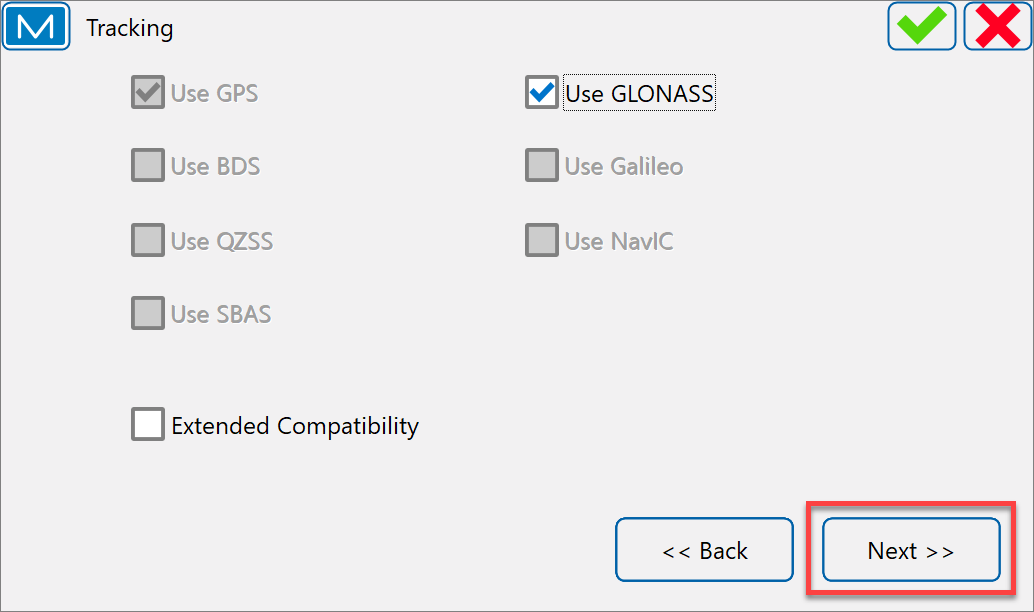 Tracking
Use GPS
Use GLONASS
Use BDS
Use Galileo
Use QZSS
Use NavIC
Use SBAS
Extended Compatibility
<< Back
Next >>